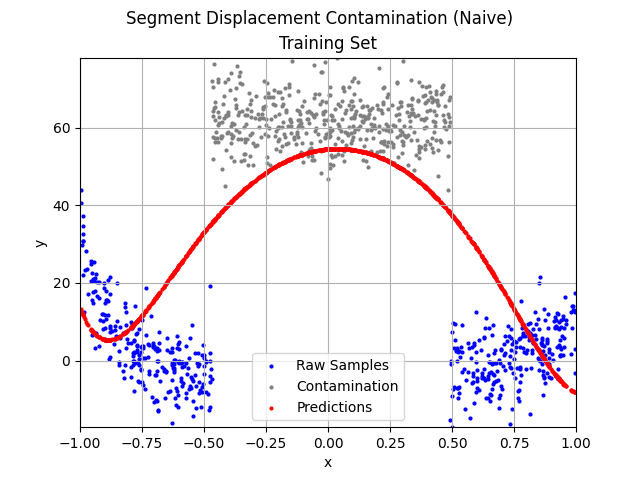 Segment Displacement Contamination (Naive)
Training Set
60
40
20
0
y
Raw Samples
Contamination
Predictions
−1.00 −0.75 −0.50 −0.25 0.00 0.25 0.50 0.75 1.00
x